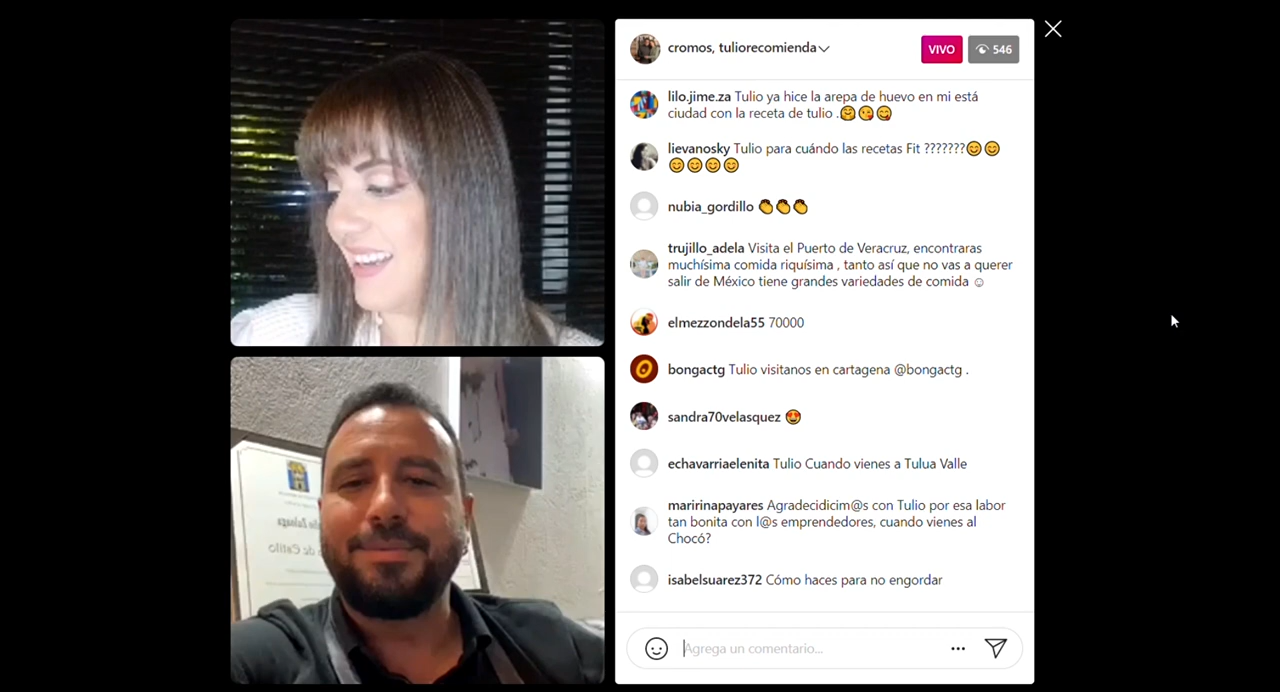 cromos, tuliorecomienda
VIVO
546
lilo.jime.za Tulio ya hice la arepa de huevo en mi está
ciudad con la receta de tulio .🤗😘😋
lievanosky Tulio para cuándo las recetas Fit ???????😊😊
😊😊😊😊
nubia_gordillo 👏👏👏
trujillo_adela Visita el Puerto de Veracruz, encontraras
muchísima comida riquísima , tanto así que no vas a querer
salir de México tiene grandes variedades de comida ☺
elmezzondela55 70000
bongactg Tulio visitanos en cartagena @bongactg .
sandra70velasquez 😍
echavarriaelenita Tulio Cuando vienes a Tulua Valle
maririnapayares Agradecidicim@s con Tulio por esa labor
tan bonita con l@s emprendedores, cuando vienes al
Chocó?
isabelsuarez372 Cómo haces para no engordar
Agrega un comentario...